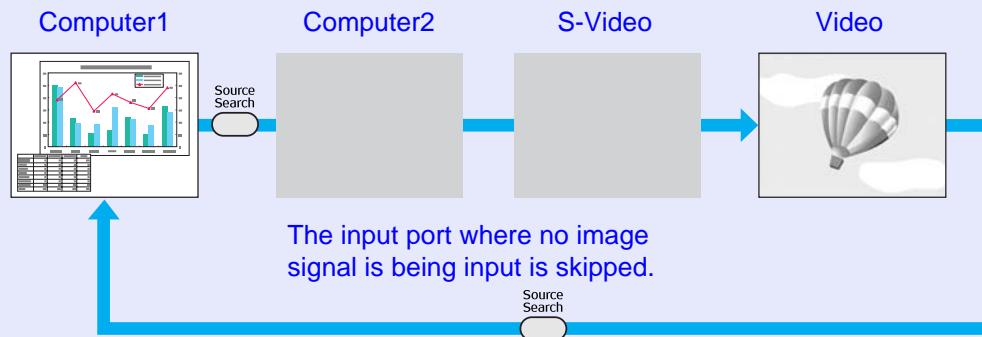 Computer1
Computer2
S-Video
Video
Source
Search
The input port where no image
signal is being input is skipped.
Source
Search